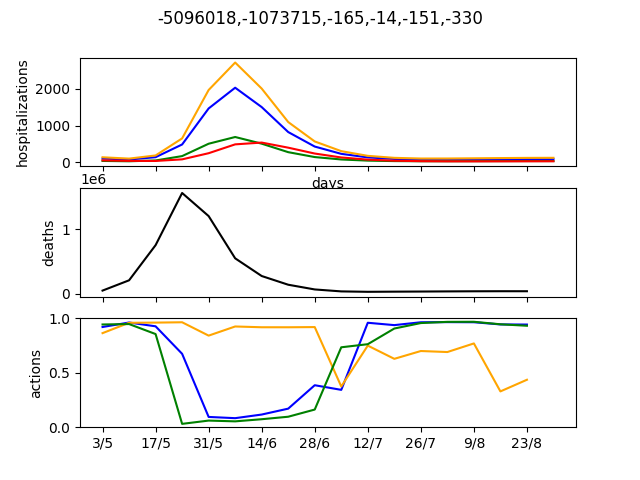 -5096018,-1073715,-165,-14,-151,-330
hospitalizations
2000
1000
0
days
1e6
deaths
1
0
actions
1.0
0.5
0.0
3/5 17/5 31/5 14/6 28/6 12/7 26/7 9/8 23/8